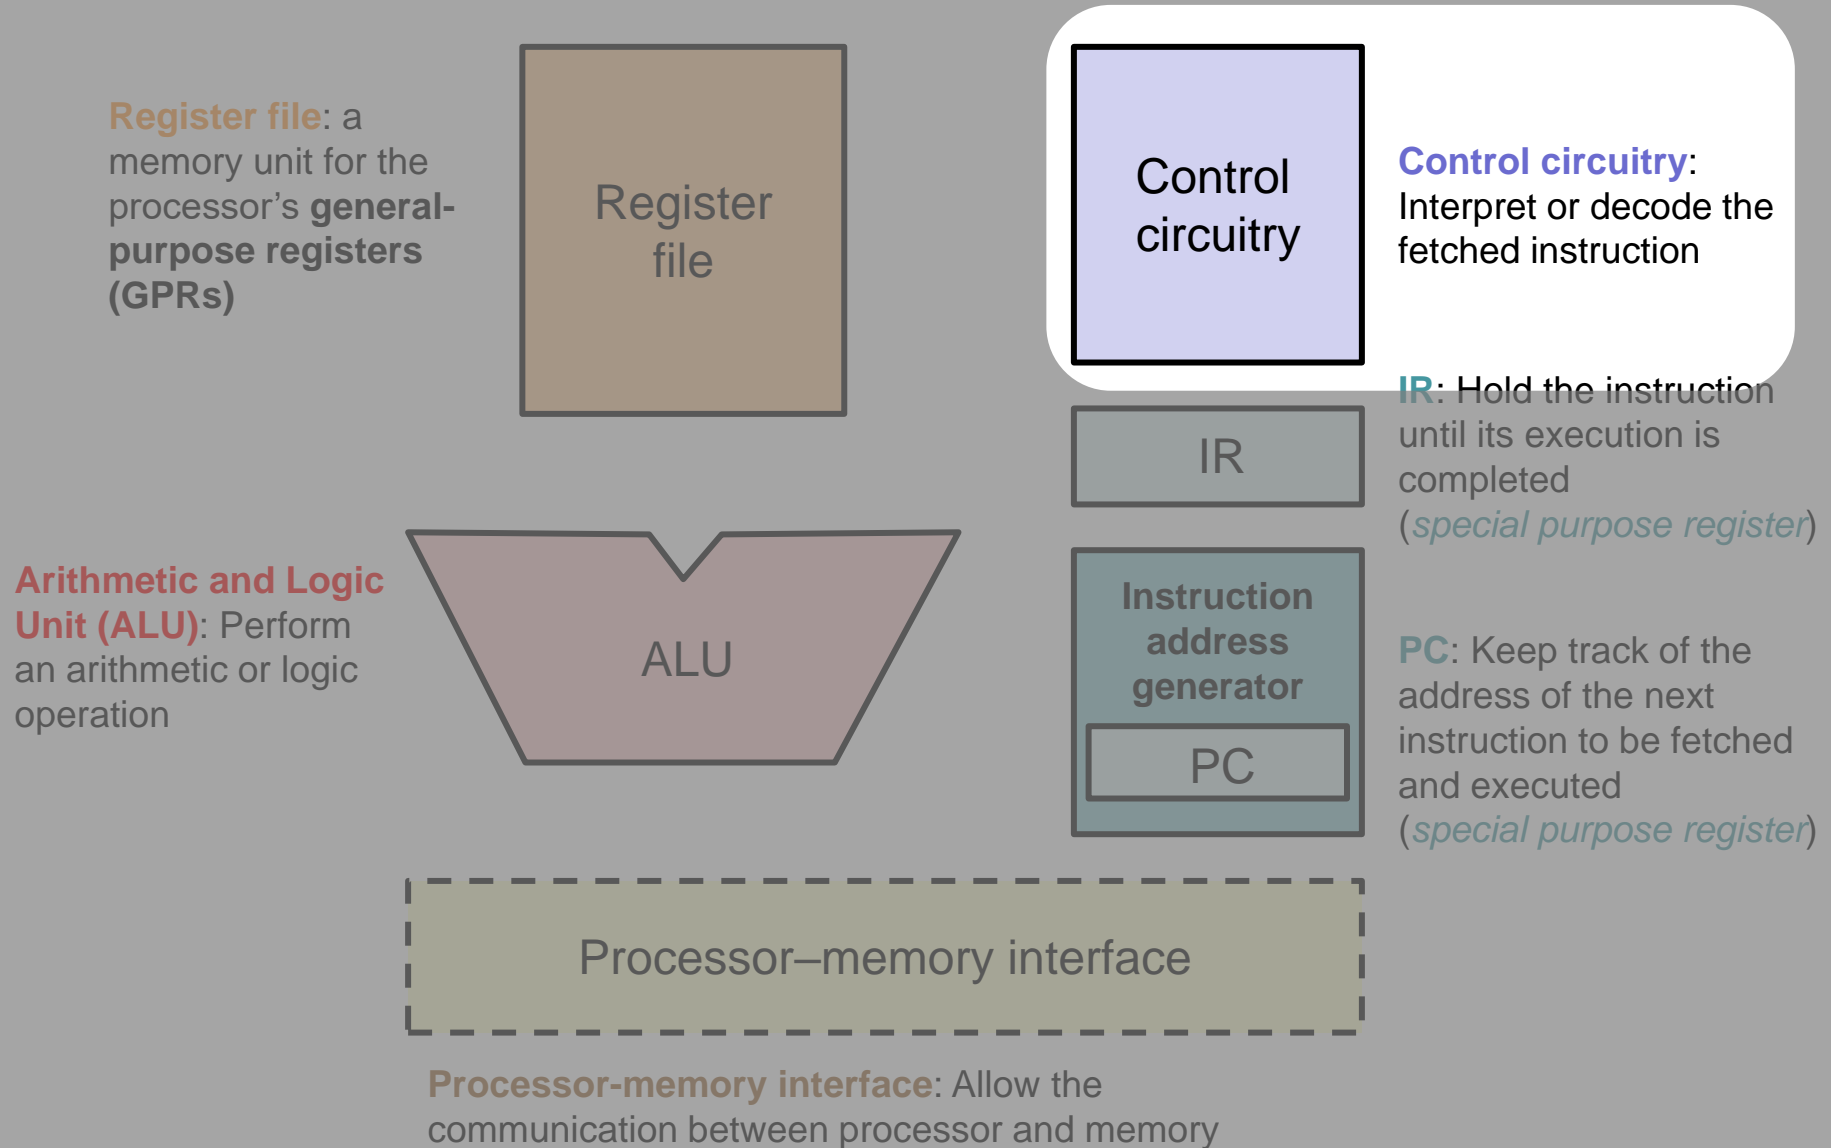 Register file: a
memory unit for the
processor’s general-
purpose registers
(GPRs)
Register
file
Control
circuitry
Control circuitry:
Interpret or decode the
fetched instruction
IR
IR: Hold the instruction
until its execution is
completed
(special purpose register)
Arithmetic and Logic
Unit (ALU): Perform
an arithmetic or logic
operation
ALU
Instruction
address
generator
PC
PC: Keep track of the
address of the next
instruction to be fetched
and executed
(special purpose register)
Processor–memory interface
Processor-memory interface: Allow the
communication between processor and memory